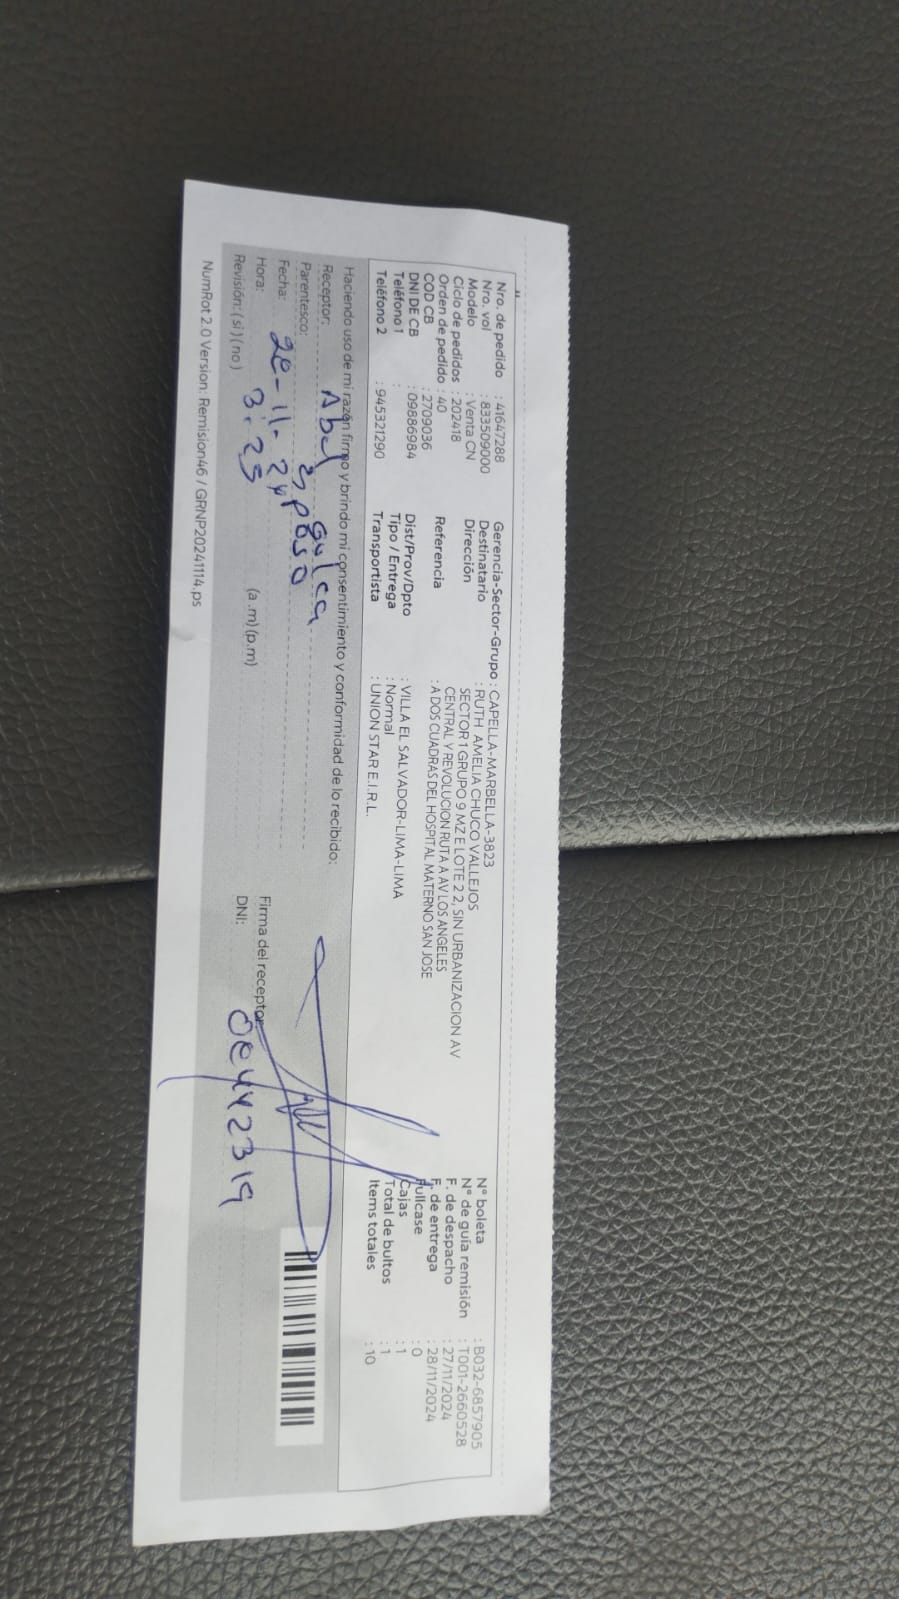 Nro. de pedido : 41647288
Nro. vol : 833509000
Modelo : Venta CN
Ciclo de pedidos : 202418
Orden de pedido : 40
COD CB : 2709036
DNI DE CB : 09886984
Teléfono 1 :
Teléfono 2 : 945321290
Gerencia-Sector-Grupo : CAPELLA-MARBELLA-3823
Destinatario : RUTH AMELIA CHUCO VALLEJOS
Dirección SECTOR 1 GRUPO 9 MZ E LOTE 2 2, SIN URBANIZACION AV
CENTRAL Y REVOLUCION RUTA A AV LOS ANGELES
Referencia : A DOS CUADRAS DEL HOSPITAL MATERNO SAN JOSE
Dist/Prov/Dpto : VILLA EL SALVADOR-LIMA-LIMA
Tipo / Entrega : Normal
Transportista : UNION STAR E.I.R.L.
N° boleta : B032-6857905
N° de guía remisión : T001-2660528
F. de despacho : 27/11/2024
F. de entrega : 28/11/2024
Fullcase : 0
Cajas : 1
Total de bultos : 1
Items totales : 10
Haciendo uso de mi razón firmo y brindo mi consentimiento y conformidad de lo recibido:
Receptor: Abel
Parentesco: esposo
Fecha: 28-11-24
Hora: 3:25 (a.m) (p.m)
Revisión: ( si ) ( no )
Firma del receptor
DNI: 08442319
NumRot 2.0 Version: Remision46 / GRNP20241114.ps